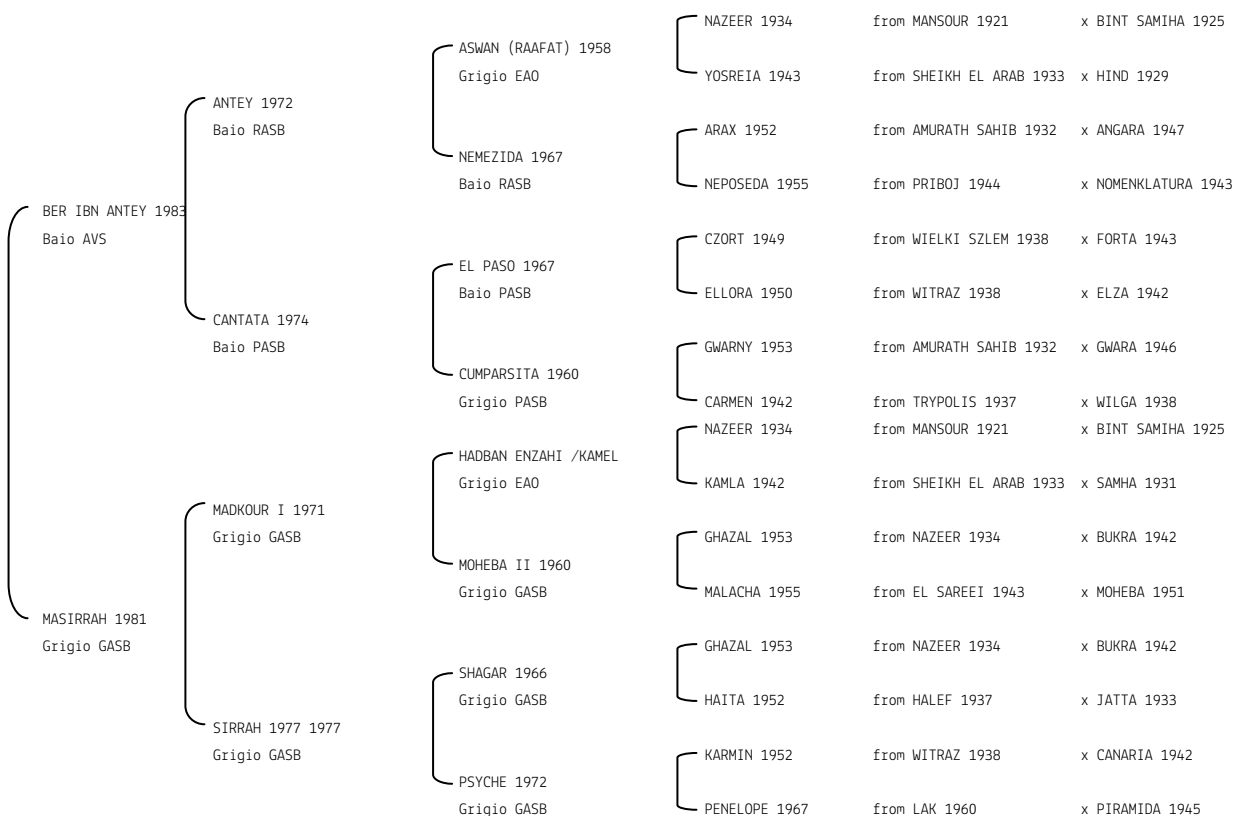 NAZEER 1934 from MANSOUR 1921 x BINT SAMIHA 1925
ASWAN (RAAFAT) 1958
Grigio EAO YOSREIA 1943 from SHEIKH EL ARAB 1933 x HIND 1929
ANTEY 1972
Baio RASB ARAX 1952 from AMURATH SAHIB 1932 x ANGARA 1947
NEMEZIDA 1967
Baio RASB NEPOSEDA 1955 from PRIBOJ 1944 x NOMENKLATURA 1943
BER IBN ANTEY 1983
Baio AVS CZORT 1949 from WIELKI SZLEM 1938 x FORTA 1943
EL PASO 1967
Baio PASB ELLORA 1950 from WITRAZ 1938 x ELZA 1942
CANTATA 1974
Baio PASB GWARNY 1953 from AMURATH SAHIB 1932 x GWARA 1946
CUMPARSITA 1960
Grigio PASB CARMEN 1942 from TRYPOLIS 1937 x WILGA 1938
NAZEER 1934 from MANSOUR 1921 x BINT SAMIHA 1925
HADBAN ENZAHI /KAMEL
Grigio EAO KAMLA 1942 from SHEIKH EL ARAB 1933 x SAMHA 1931
MADKOUR I 1971
Grigio GASB GHAZAL 1953 from NAZEER 1934 x BUKRA 1942
MOHEBA II 1960
Grigio GASB MALACHA 1955 from EL SAREEI 1943 x MOHEBA 1951
MASIRRAH 1981
Grigio GASB GHAZAL 1953 from NAZEER 1934 x BUKRA 1942
SHAGAR 1966
Grigio GASB HAITA 1952 from HALEF 1937 x JATTA 1933
SIRRAH 1977 1977
Grigio GASB KARMIN 1952 from WITRAZ 1938 x CANARIA 1942
PSYCHE 1972
Grigio GASB PENELOPE 1967 from LAK 1960 x PIRAMIDA 1945